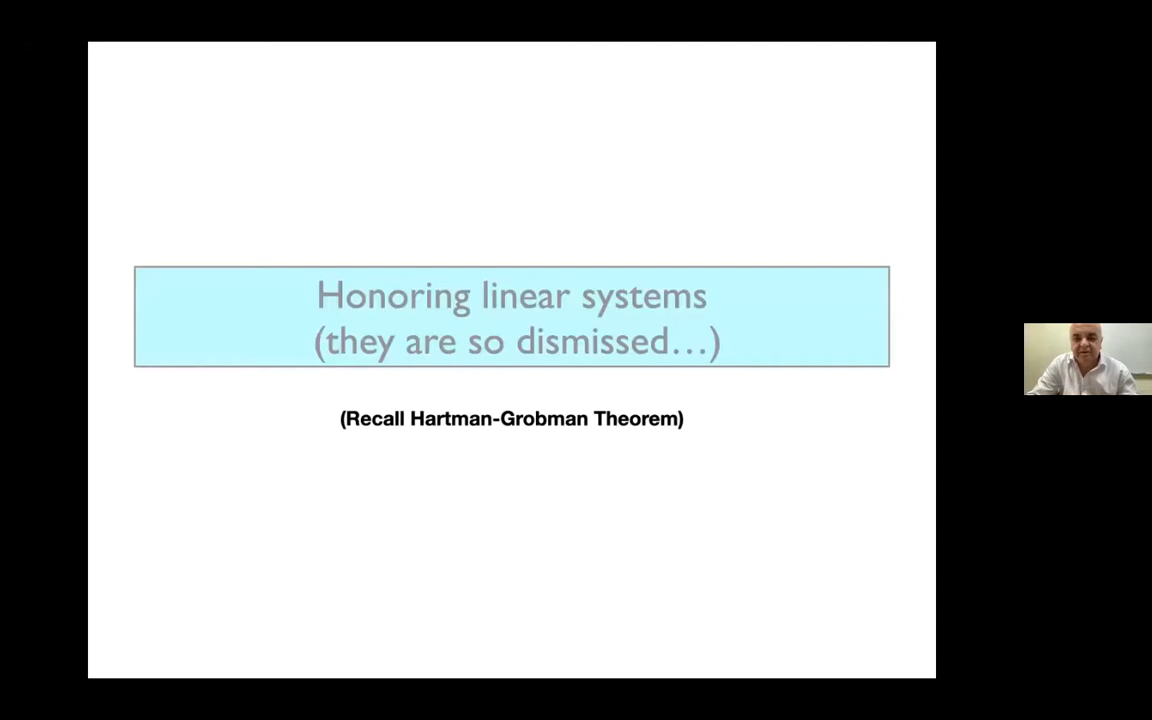 Honoring linear systems
(they are so dismissed…)
(Recall Hartman-Grobman Theorem)